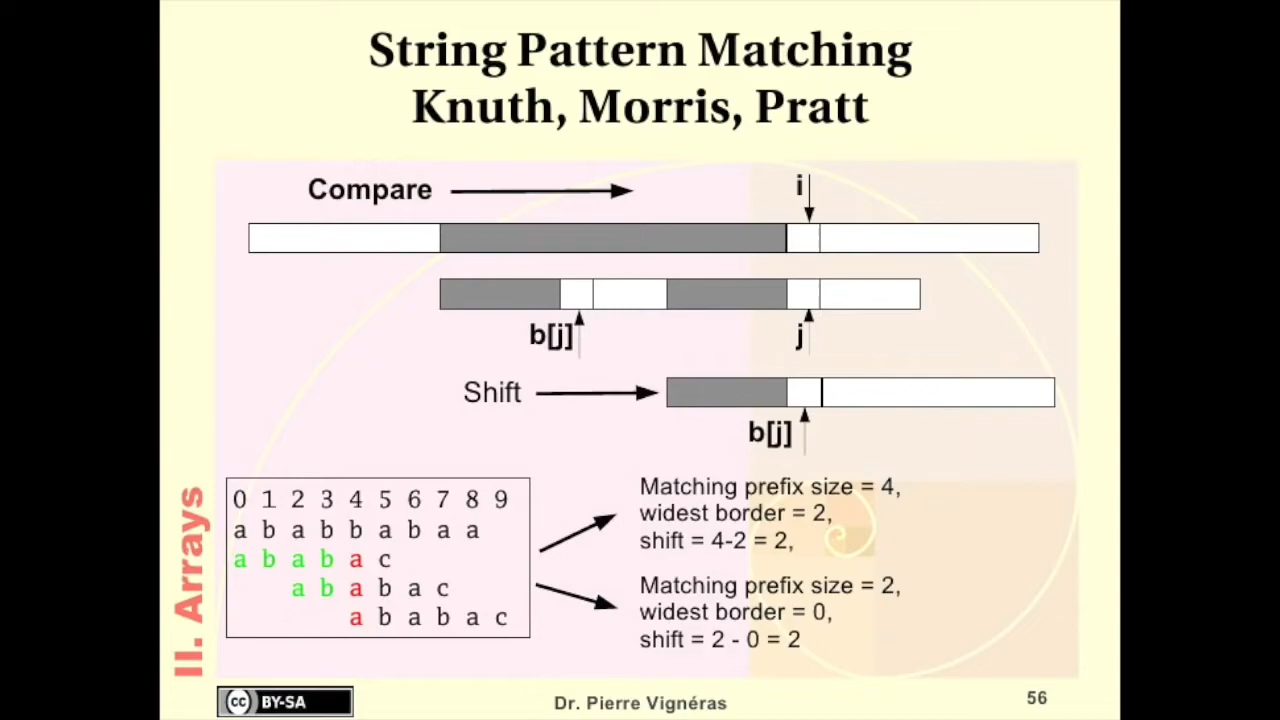 String Pattern Matching
Knuth, Morris, Pratt
Compare
i
b[j]
j
Shift
b[j]
0 1 2 3 4 5 6 7 8 9
a b a b b a b a a
a b a b a c
a b a b a c
a b a b a c
Matching prefix size = 4,
widest border = 2,
shift = 4-2 = 2,
Matching prefix size = 2,
widest border = 0,
shift = 2 - 0 = 2
II. Arrays
cc BY-SA
Dr. Pierre Vignéras
56